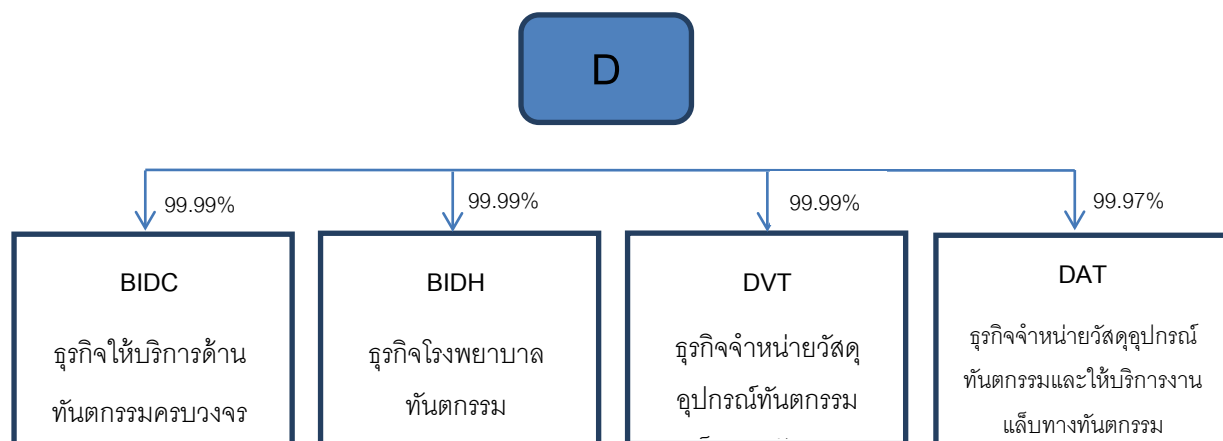 D
99.99%
99.99%
99.99%
99.97%
BIDC
ธุรกิจให้บริการด้าน
ทันตกรรมครบวงจร
BIDH
ธุรกิจโรงพยาบาล
ทันตกรรม
DVT
ธุรกิจจำหน่ายวัสดุ
อุปกรณ์ทันตกรรม
DAT
ธุรกิจจำหน่ายวัสดุอุปกรณ์
ทันตกรรมและให้บริการงาน
แล็บทางทันตกรรม